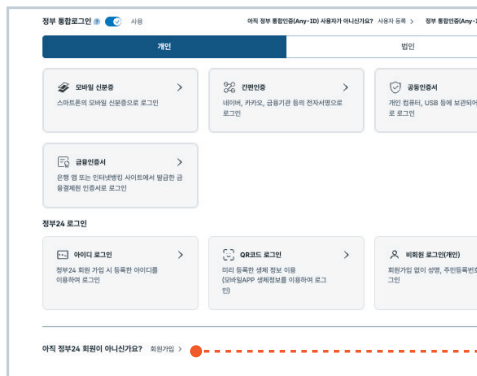 정부 통합로그인 사용
아직 정부 통합인증(Any-ID) 사용자가 아니신가요? 사용자 등록 > 정부 통합인증(Any-
개인 법인
모바일 신분증
스마트폰의 모바일 신분증으로 로그인
간편인증
네이버, 카카오, 금융기관 등의 전자서명으로
로그인
공동인증서
개인 컴퓨터, USB 등에 보관되어
로 로그인
금융인증서
은행 앱 또는 인터넷뱅킹 사이트에서 발급한 금
융결제원 인증서로 로그인
정부24 로그인
아이디 로그인
정부24 회원 가입 시 등록한 아이디를
이용하여 로그인
QR코드 로그인
미리 등록한 생체 정보 이용
(모바일APP 생체정보를 이용하여 로그
인)
비회원 로그인(개인)
회원가입 없이 성명, 주민등록번호
그인
아직 정부24 회원이 아니신가요? 회원가입 >